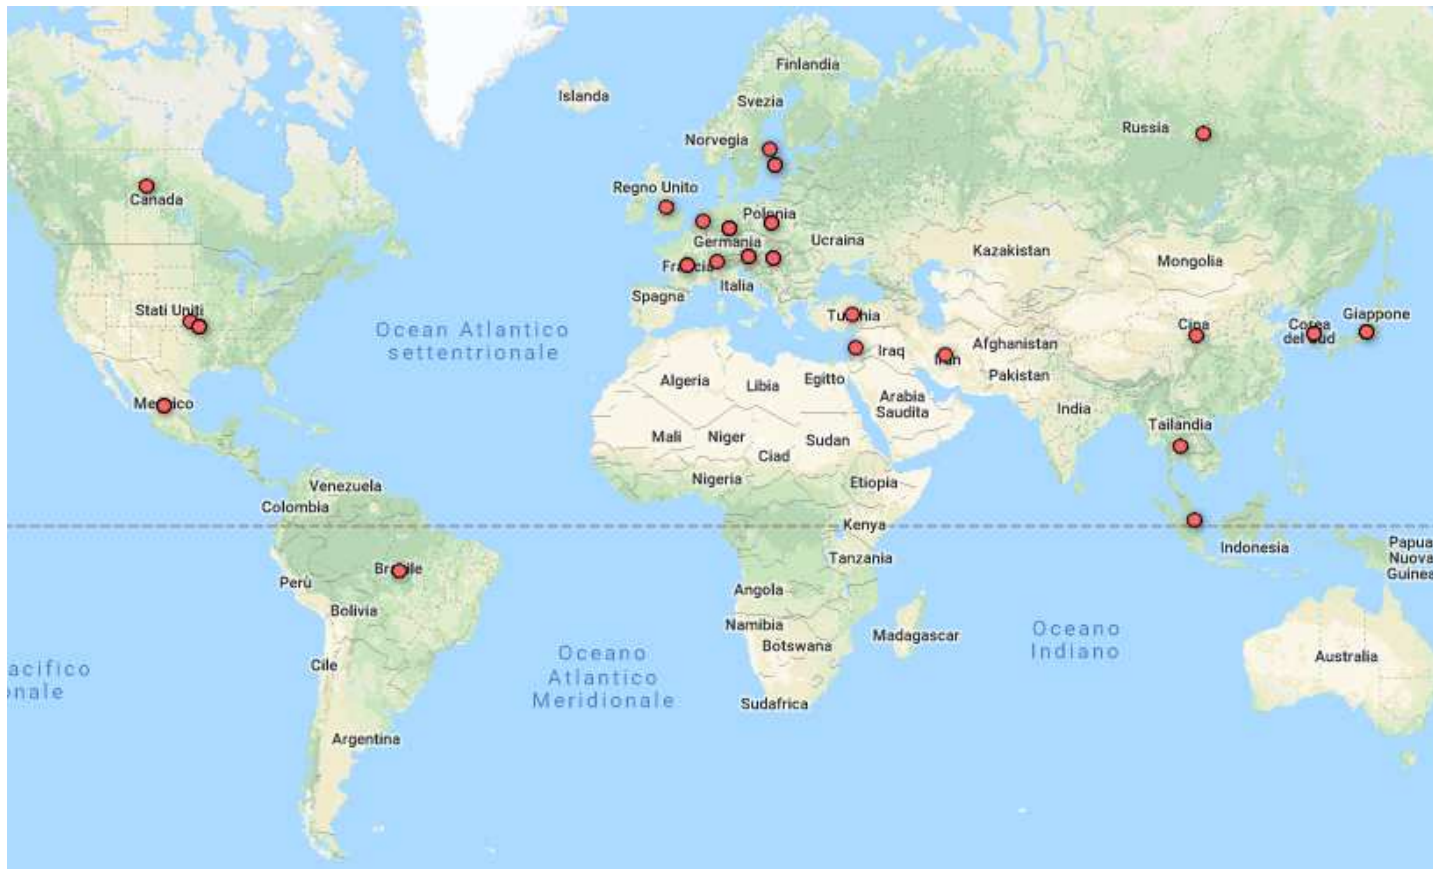 Finlandia
Islanda
Svezia
Russia
Norvegia
Regno Unito
Canada
Polonia
Germania
Ucraina
Kazakistan
Mongolia
Francia
Italia
Spagna
Stati Uniti
Ocean Atlantico
settentrionale
Turchia
Cina
Corea
del Sud
Giappone
Iraq
Iran
Afghanistan
Pakistan
Algeria
Libia
Egitto
Arabia
Saudita
India
Messico
Mali
Niger
Ciad
Sudan
Tailandia
Venezuela
Colombia
Nigeria
Etiopia
Kenya
Indonesia
Papua
Nuova
Guinea
Brasile
Perù
Bolivia
Tanzania
Angola
Namibia
Botswana
Madagascar
Oceano
Indiano
Oceano
Atlantico
Meridionale
acifico
onale
Cile
Australia
Sudafrica
Argentina